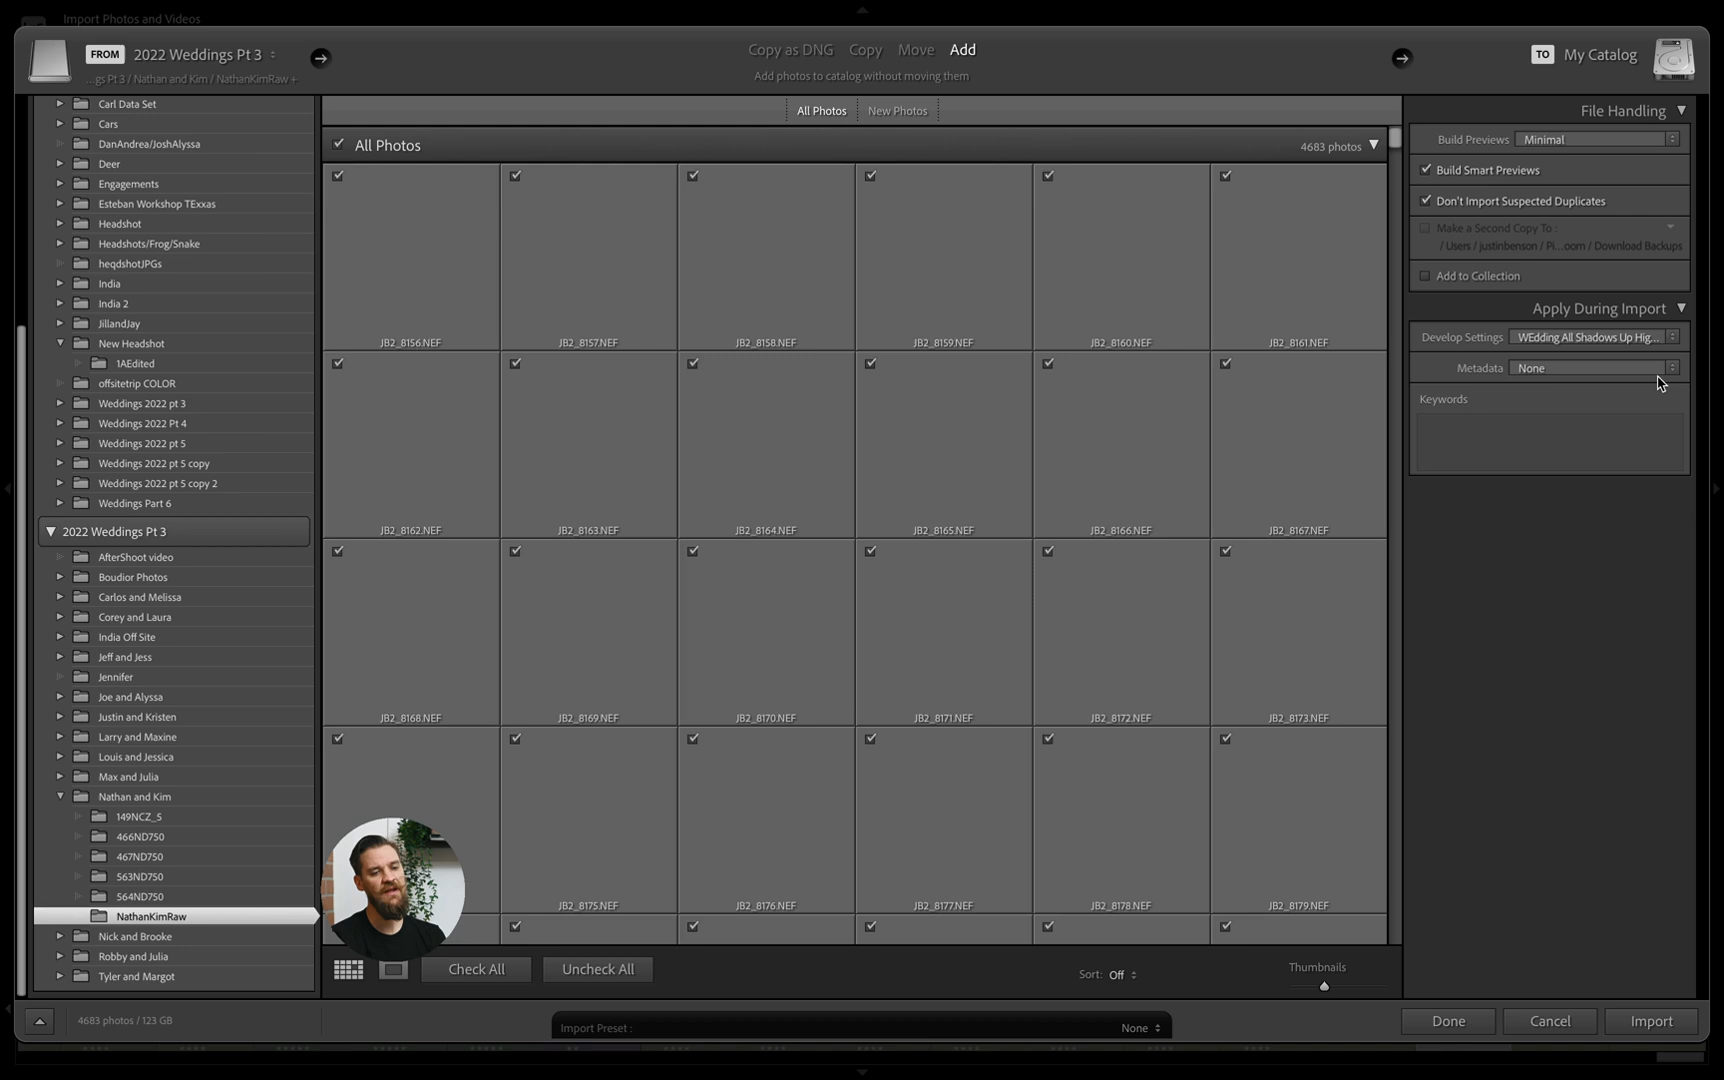 Import Photos and Videos
FROM 2022 Weddings Pt 3
...gs Pt 3 / Nathan and Kim / NathanKimRaw +
Copy as DNG Copy Move Add
Add photos to catalog without moving them
TO My Catalog
Carl Data Set
Cars
DanAndrea/JoshAlyssa
Deer
Engagements
Esteban Workshop TExxas
Headshot
Headshots/Frog/Snake
heqdshotJPGs
India
India 2
JillandJay
New Headshot
1AEdited
offsitetrip COLOR
Weddings 2022 pt 3
Weddings 2022 Pt 4
Weddings 2022 pt 5
Weddings 2022 pt 5 copy
Weddings 2022 pt 5 copy 2
Weddings Part 6
2022 Weddings Pt 3
AfterShoot video
Boudior Photos
Carlos and Melissa
Corey and Laura
India Off Site
Jeff and Jess
Jennifer
Joe and Alyssa
Justin and Kristen
Larry and Maxine
Louis and Jessica
Max and Julia
Nathan and Kim
149NCZ_5
466ND750
467ND750
563ND750
564ND750
NathanKimRaw
Nick and Brooke
Robby and Julia
Tyler and Margot
All Photos New Photos
All Photos 4683 photos
JB2_8156.NEF JB2_8157.NEF JB2_8158.NEF JB2_8159.NEF JB2_8160.NEF JB2_8161.NEF
JB2_8162.NEF JB2_8163.NEF JB2_8164.NEF JB2_8165.NEF JB2_8166.NEF JB2_8167.NEF
JB2_8168.NEF JB2_8169.NEF JB2_8170.NEF JB2_8171.NEF JB2_8172.NEF JB2_8173.NEF
JB2_8175.NEF JB2_8176.NEF JB2_8177.NEF JB2_8178.NEF JB2_8179.NEF
Check All Uncheck All Sort: Off Thumbnails
File Handling
Build Previews Minimal
Build Smart Previews
Don't Import Suspected Duplicates
Make a Second Copy To :
/ Users / justinbenson / Pi...oom / Download Backups
Add to Collection
Apply During Import
Develop Settings WEdding All Shadows Up Hig...
Metadata None
Keywords
4683 photos / 123 GB
Import Preset : None
Done Cancel Import